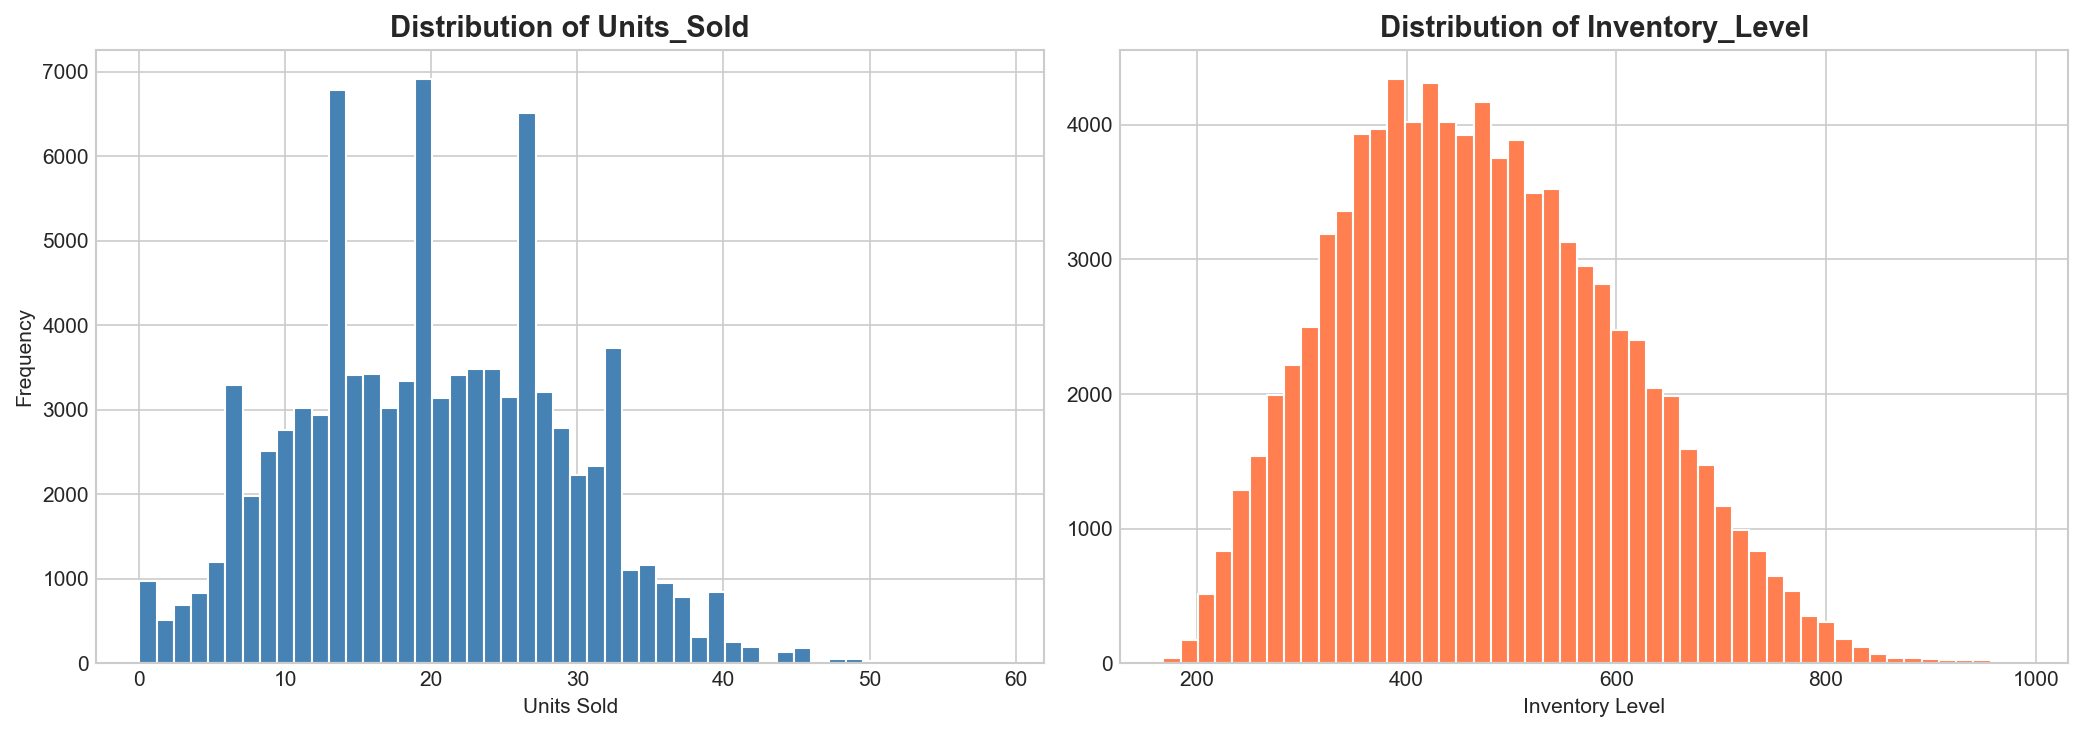 Distribution of Units_Sold
7000
6000
5000
4000
3000
2000
1000
0
Frequency
0 10 20 30 40 50 60
Units Sold
Distribution of Inventory_Level
4000
3000
2000
1000
0
200 400 600 800 1000
Inventory Level